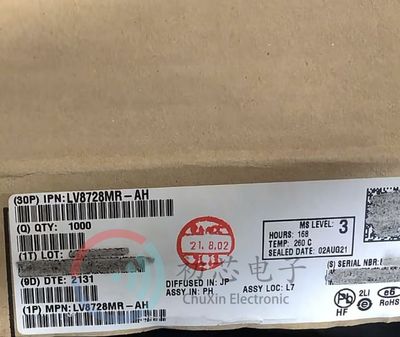 (30P) IPN:LV8728MR-AH
(Q) QTY: 1000
(1T) LOT:
(9D) DTE: 2131
(1P) MPN:LV8728MR-AH
'21.8.02
DIFFUSED IN: JP
ASSY IN: PH
ASSY LOC: L7
MS LEVEL: 3
HOURS: 168
TEMP: 260 C
SEALED DATE: 02AUG21
(S) SERIAL NBR:
Pb
HF
2LI
e6
RoHS
初芯电子
ChuXin Electronic